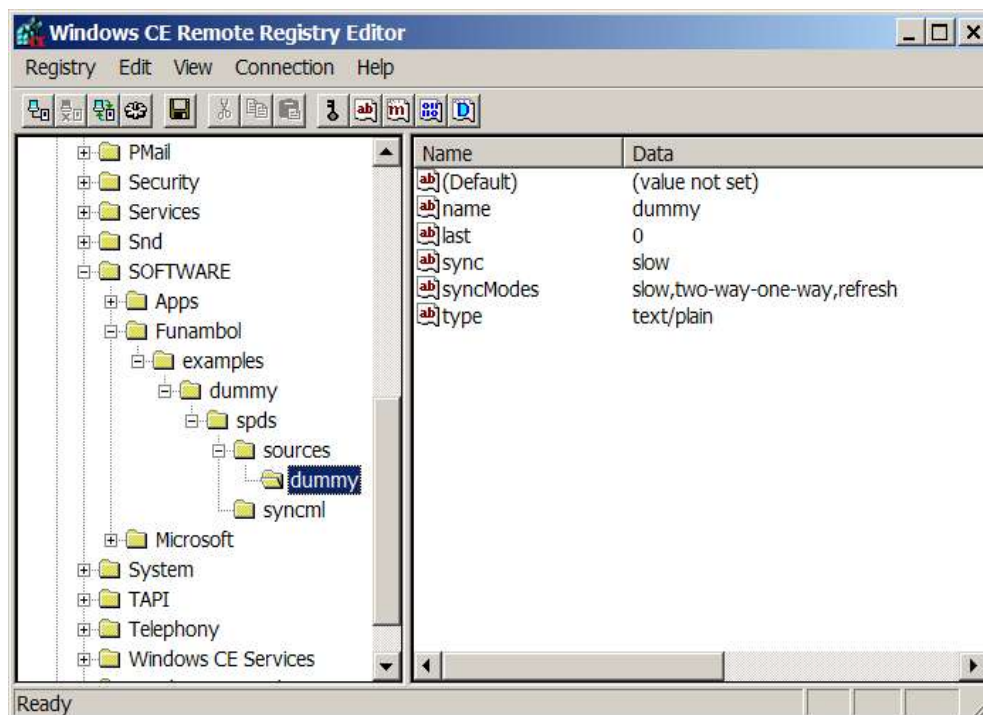 Windows CE Remote Registry Editor
Registry Edit View Connection Help
PMail
Security
Services
Snd
SOFTWARE
Apps
Funambol
examples
dummy
spds
sources
dummy
syncml
Microsoft
System
TAPI
Telephony
Windows CE Services
Name Data
(Default) (value not set)
name dummy
last 0
sync slow
syncModes slow,two-way-one-way,refresh
type text/plain
Ready